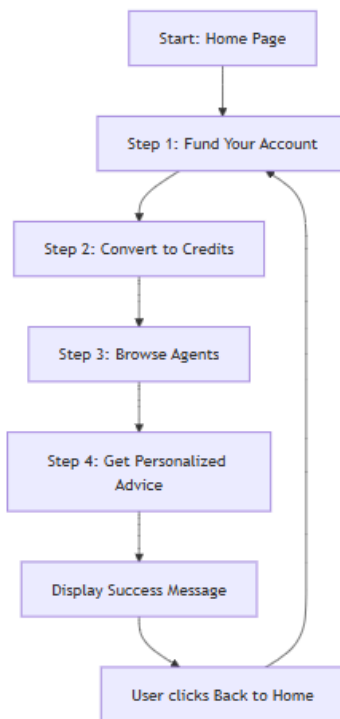 Start: Home Page
Step 1: Fund Your Account
Step 2: Convert to Credits
Step 3: Browse Agents
Step 4: Get Personalized
Advice
Display Success Message
User clicks Back to Home